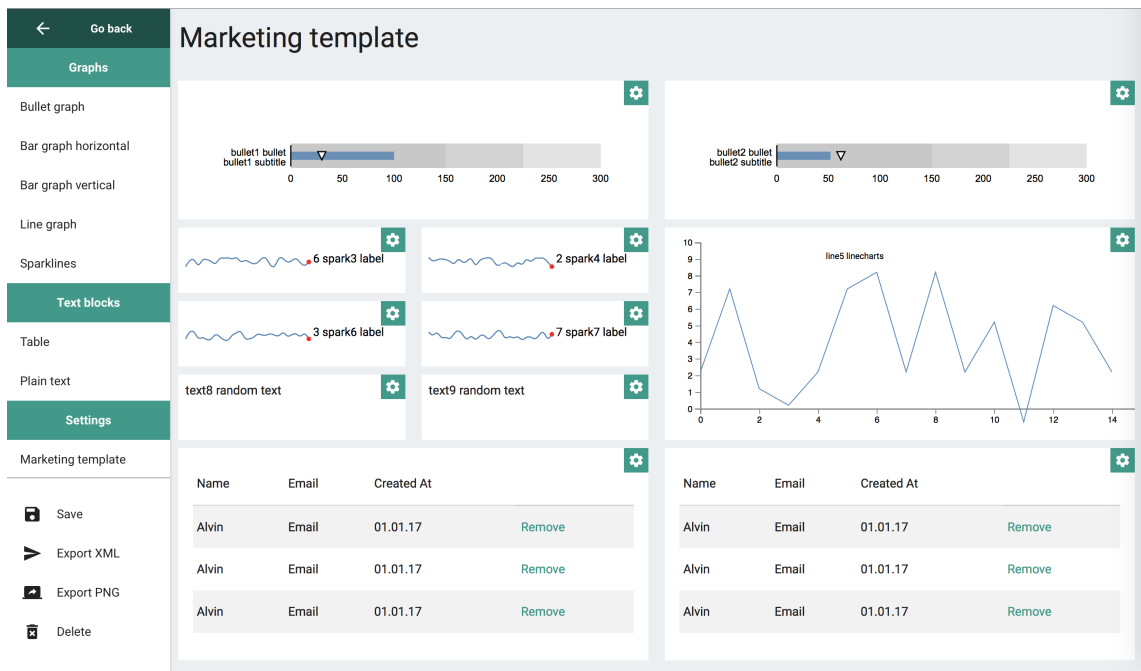 Go back
Graphs
Bullet graph
Bar graph horizontal
Bar graph vertical
Line graph
Sparklines
Text blocks
Table
Plain text
Settings
Marketing template
Save
Export XML
Export PNG
Delete
Marketing template
bullet1 bullet
bullet1 subtitle
0 50 100 150 200 250 300
bullet2 bullet
bullet2 subtitle
0 50 100 150 200 250 300
6 spark3 label
2 spark4 label
3 spark6 label
7 spark7 label
text8 random text
text9 random text
line5 linecharts
10
9
8
7
6
5
4
3
2
1
0
0 2 4 6 8 10 12 14
Name Email Created At
Alvin Email 01.01.17 Remove
Alvin Email 01.01.17 Remove
Alvin Email 01.01.17 Remove
Name Email Created At
Alvin Email 01.01.17 Remove
Alvin Email 01.01.17 Remove
Alvin Email 01.01.17 Remove